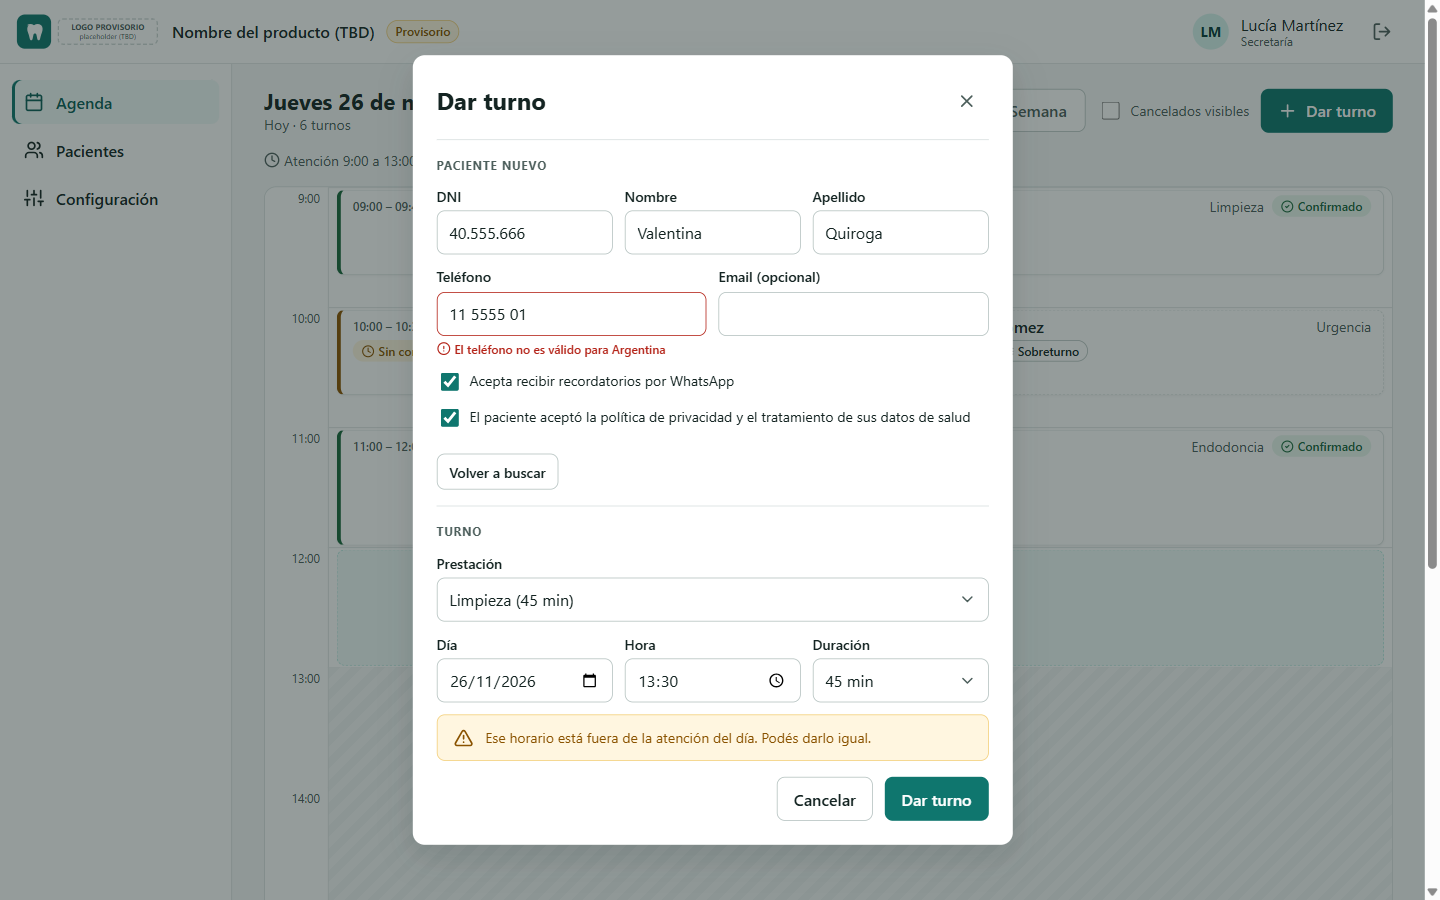 LOGO PROVISORIO
placeholder (TBD)
Nombre del producto (TBD)
Provisorio
LM
Lucía Martínez
Secretaría
Agenda
Pacientes
Configuración
Jueves 26 de
Hoy · 6 turnos
Semana
Cancelados visibles
Dar turno
Atención 9:00 a 13:00
9:00
09:00 – 09:
Limpieza
Confirmado
10:00
10:00 – 10:
Sin co
Urgencia
Sobreturno
11:00
11:00 – 12:
Endodoncia
Confirmado
12:00
13:00
14:00
Dar turno
PACIENTE NUEVO
DNI
Nombre
Apellido
40.555.666
Valentina
Quiroga
Teléfono
Email (opcional)
11 5555 01
El teléfono no es válido para Argentina
Acepta recibir recordatorios por WhatsApp
El paciente aceptó la política de privacidad y el tratamiento de sus datos de salud
Volver a buscar
TURNO
Prestación
Limpieza (45 min)
Día
Hora
Duración
26/11/2026
13:30
45 min
Ese horario está fuera de la atención del día. Podés darlo igual.
Cancelar
Dar turno